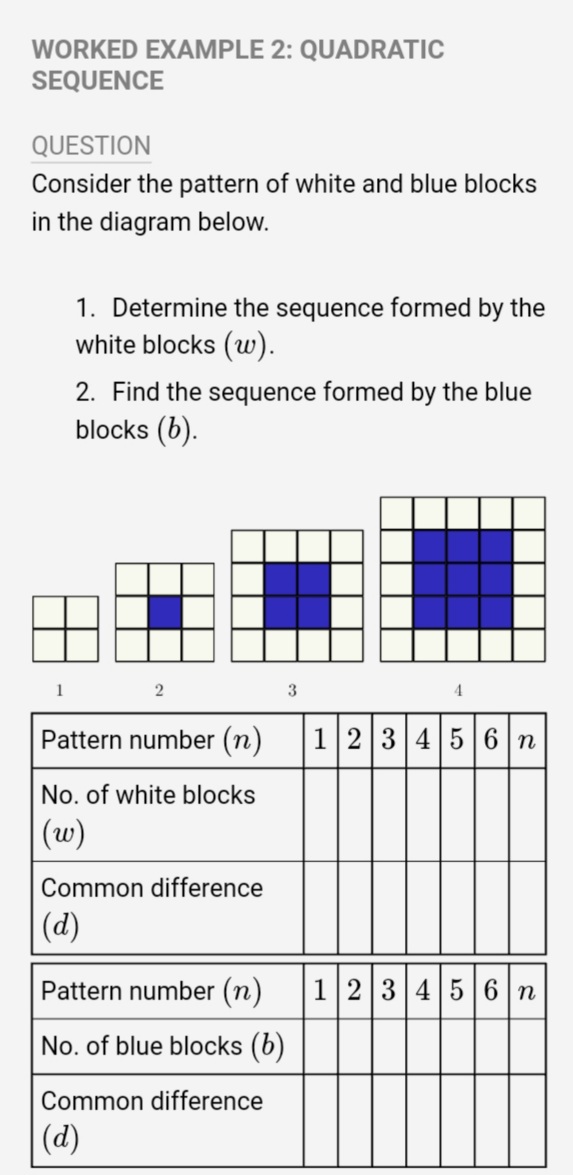 WORKED EXAMPLE 2: QUADRATIC
SEQUENCE
QUESTION
Consider the pattern of white and blue blocks
in the diagram below.
1. Determine the sequence formed by the
white blocks (w).
2. Find the sequence formed by the blue
blocks (b).
1 2 3 4
Pattern number (n) 1 2 3 4 5 6 n
No. of white blocks
(w)
Common difference
(d)
Pattern number (n) 1 2 3 4 5 6 n
No. of blue blocks (b)
Common difference
(d)